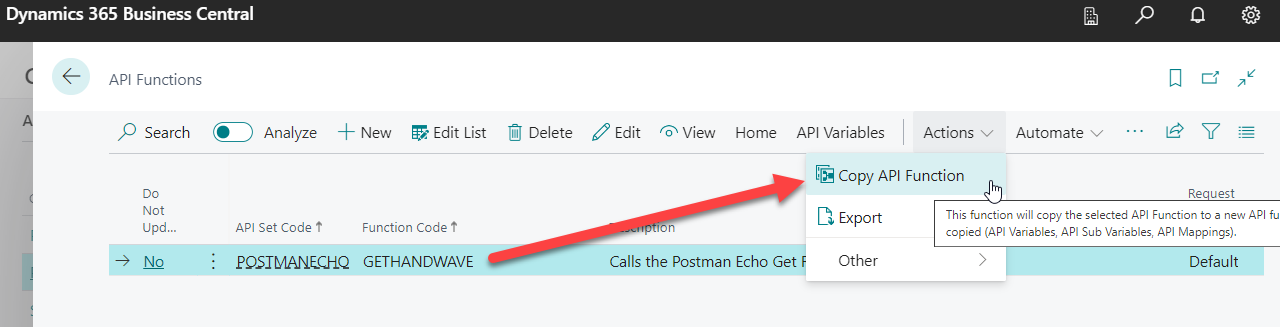 Dynamics 365 Business Central
API Functions
Search Analyze New Edit List Delete Edit View Home API Variables Actions Automate
Copy API Function
Export
Other
This function will copy the selected API Function to a new API fu
copied (API Variables, API Sub Variables, API Mappings).
Do
Not
Upd... API Set Code ↑ Function Code ↑
Request
No POSTMANECHO GETHANDWAVE Calls the Postman Echo Get Default